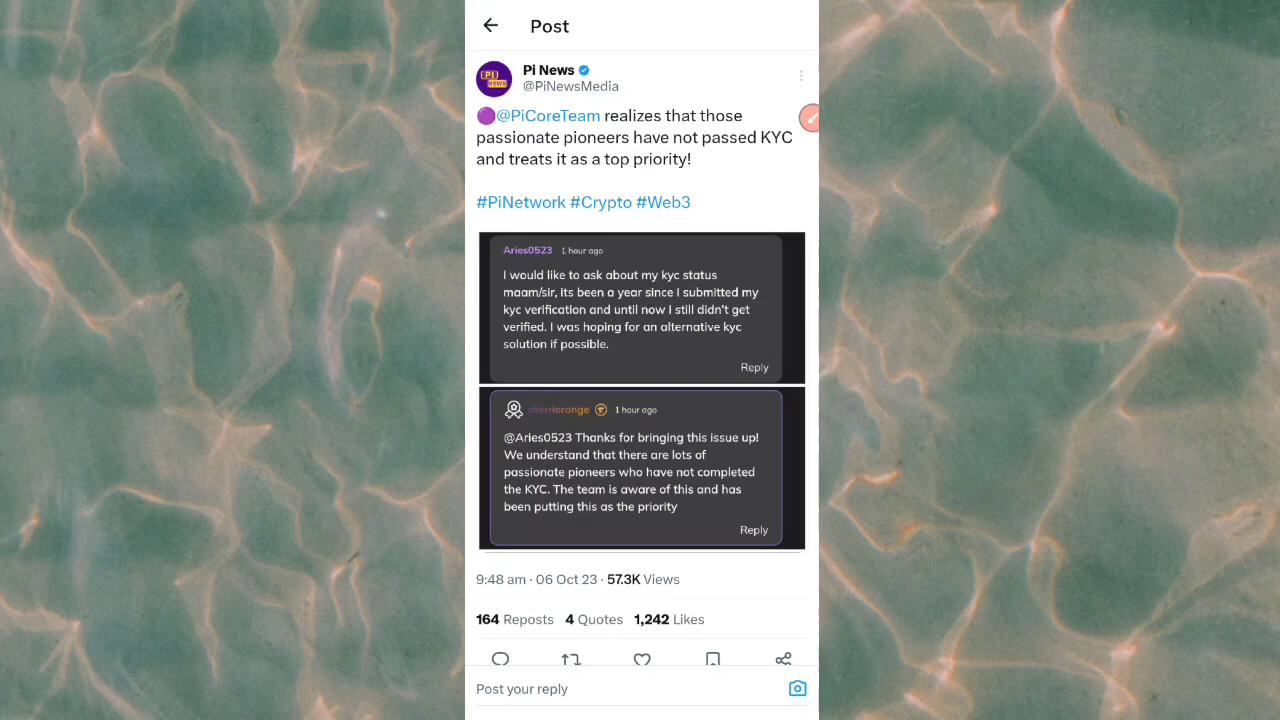 Post
Pi News
@PiNewsMedia
@PiCoreTeam realizes that those
passionate pioneers have not passed KYC
and treats it as a top priority!
#PiNetwork #Crypto #Web3
Aries0523 1 hour ago
I would like to ask about my kyc status
maam/sir, its been a year since I submitted my
kyc verification and until now I still didn't get
verified. I was hoping for an alternative kyc
solution if possible.
Reply
sherriorange 1 hour ago
@Aries0523 Thanks for bringing this issue up!
We understand that there are lots of
passionate pioneers who have not completed
the KYC. The team is aware of this and has
been putting this as the priority
Reply
9:48 am · 06 Oct 23 · 57.3K Views
164 Reposts 4 Quotes 1,242 Likes
Post your reply